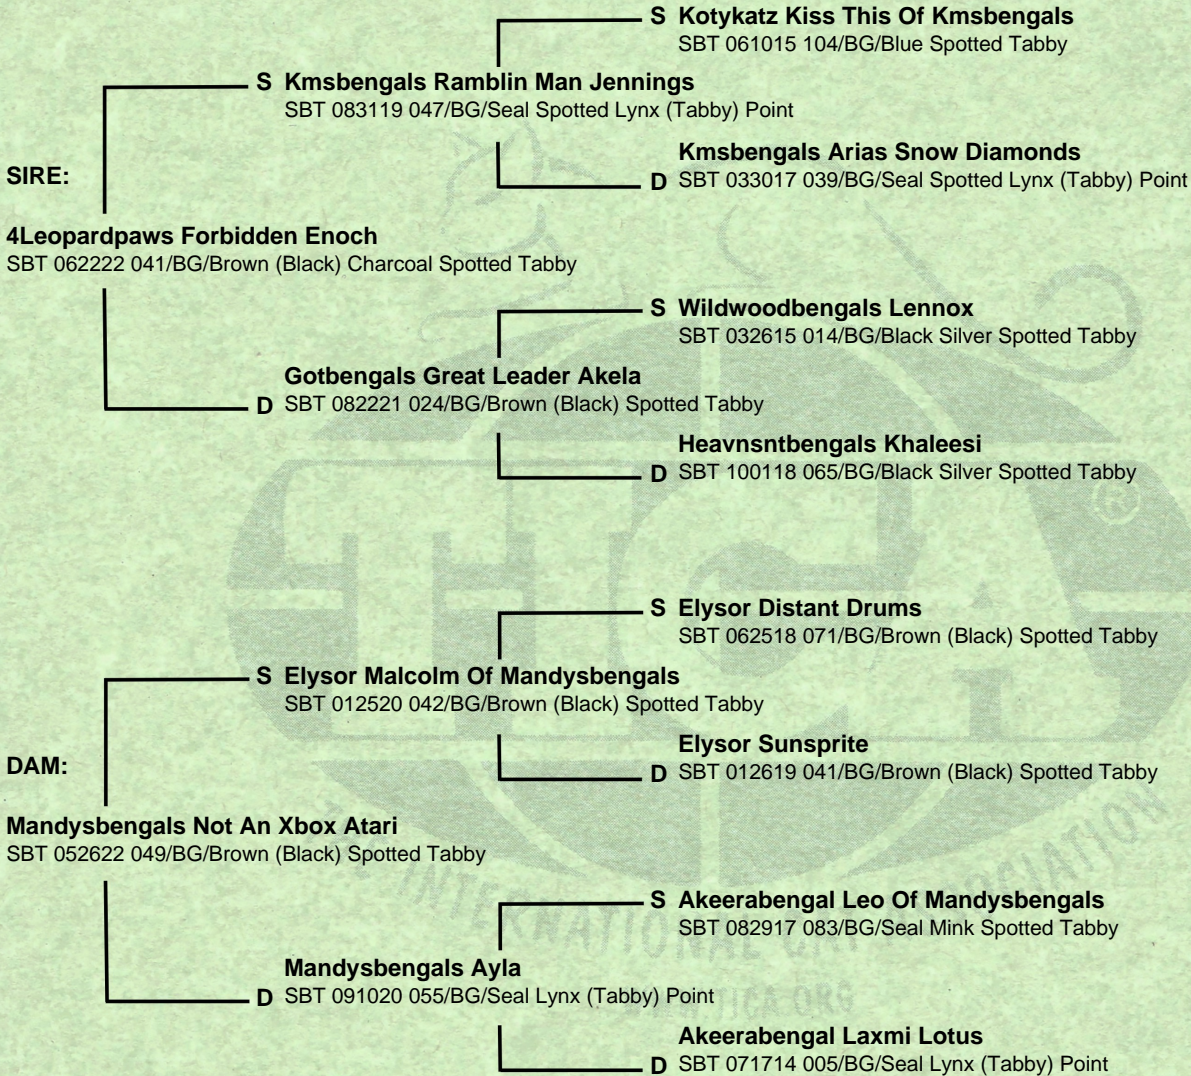 S Kotykatz Kiss This Of Kmsbengals
SBT 061015 104/BG/Blue Spotted Tabby
S Kmsbengals Ramblin Man Jennings
SBT 083119 047/BG/Seal Spotted Lynx (Tabby) Point
Kmsbengals Arias Snow Diamonds
D SBT 033017 039/BG/Seal Spotted Lynx (Tabby) Point
SIRE:
4Leopardpaws Forbidden Enoch
SBT 062222 041/BG/Brown (Black) Charcoal Spotted Tabby
S Wildwoodbengals Lennox
SBT 032615 014/BG/Black Silver Spotted Tabby
Gotbengals Great Leader Akela
D SBT 082221 024/BG/Brown (Black) Spotted Tabby
Heavnsntbengals Khaleesi
D SBT 100118 065/BG/Black Silver Spotted Tabby
TICA
®
S Elysor Distant Drums
SBT 062518 071/BG/Brown (Black) Spotted Tabby
S Elysor Malcolm Of Mandysbengals
SBT 012520 042/BG/Brown (Black) Spotted Tabby
Elysor Sunsprite
D SBT 012619 041/BG/Brown (Black) Spotted Tabby
DAM:
Mandysbengals Not An Xbox Atari
SBT 052622 049/BG/Brown (Black) Spotted Tabby
THE INTERNATIONAL CAT ASSOCIATION
S Akeerabengal Leo Of Mandysbengals
SBT 082917 083/BG/Seal Mink Spotted Tabby
Mandysbengals Ayla
D SBT 091020 055/BG/Seal Lynx (Tabby) Point
WWW.TICA.ORG
Akeerabengal Laxmi Lotus
D SBT 071714 005/BG/Seal Lynx (Tabby) Point